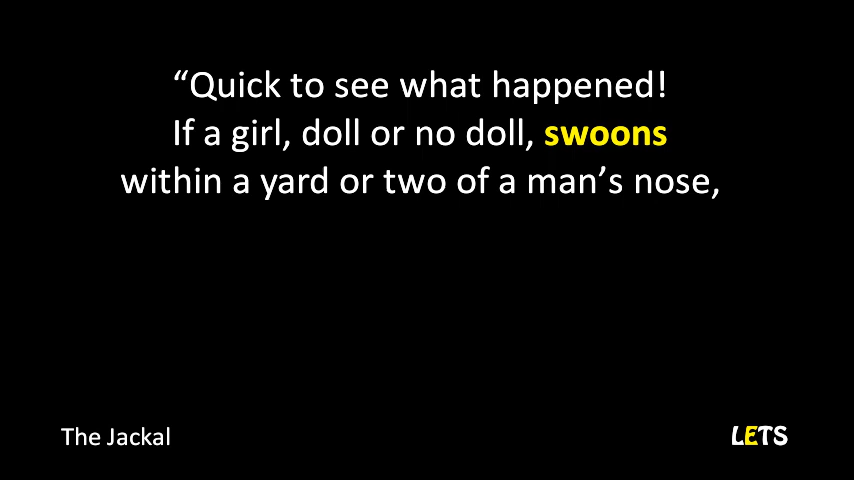 “Quick to see what happened!
If a girl, doll or no doll, swoons
within a yard or two of a man’s nose,
The Jackal
LETS